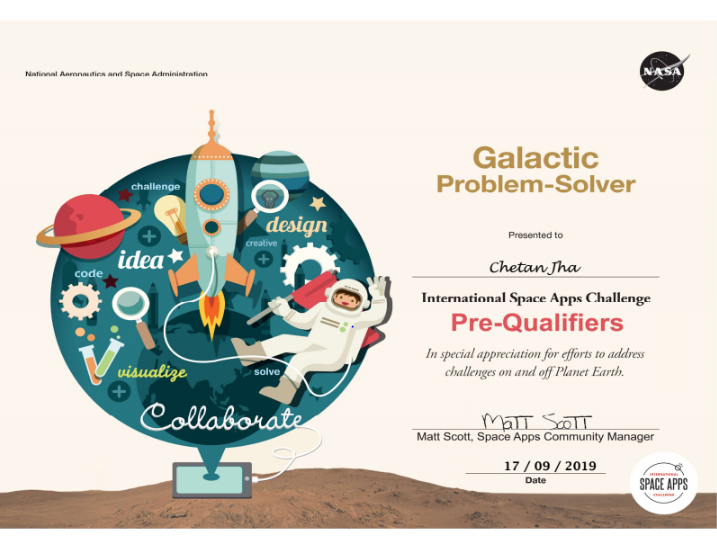 National Aeronautics and Space Administration
NASA
challenge
design
creative
idea
code
visualize
solve
Collaborate
Galactic
Problem-Solver
Presented to
Chetan Jha
International Space Apps Challenge
Pre-Qualifiers
In special appreciation for efforts to address
challenges on and off Planet Earth.
Matt Scott
Matt Scott, Space Apps Community Manager
17 / 09 / 2019
Date
INTERNATIONAL
SPACE APPS
CHALLENGE